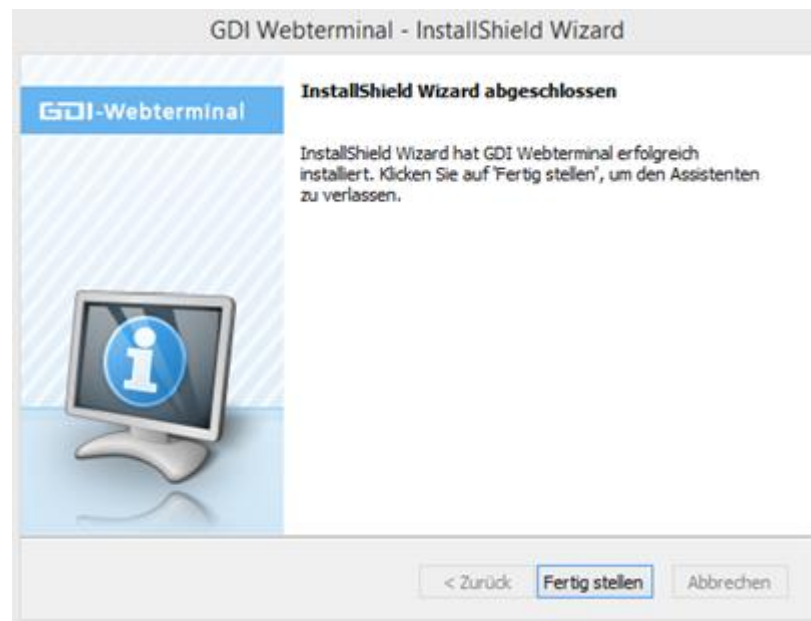 GDI Webterminal - InstallShield Wizard
GDI-Webterminal
InstallShield Wizard abgeschlossen
InstallShield Wizard hat GDI Webterminal erfolgreich
installiert. Klicken Sie auf 'Fertig stellen', um den Assistenten
zu verlassen.
< Zurück
Fertig stellen
Abbrechen